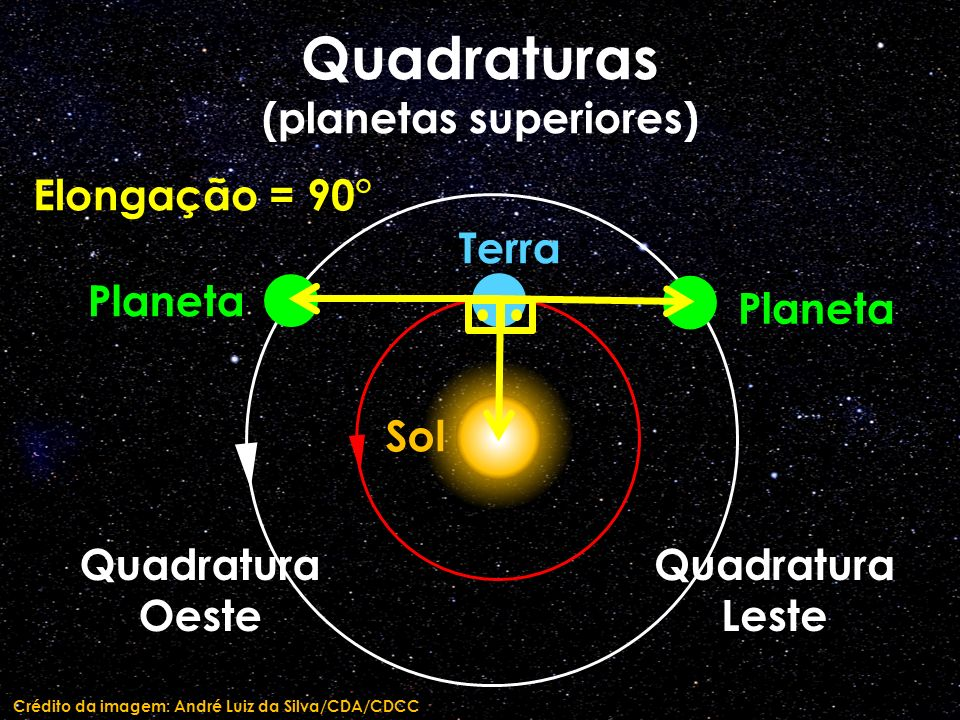 Quadraturas
(planetas superiores)
Elongação = 90°
Terra
Planeta
Planeta
Sol
Quadratura
Oeste
Quadratura
Leste
Crédito da imagem: André Luiz da Silva/CDA/CDCC